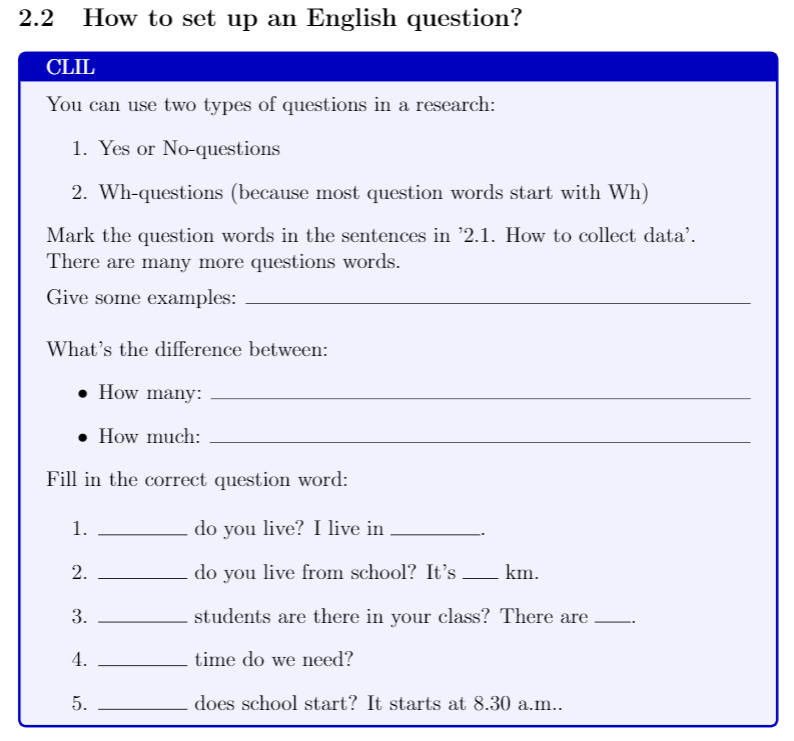 2.2 How to set up an English question?
CLIL
You can use two types of questions in a research:
1. Yes or No-questions
2. Wh-questions (because most question words start with Wh)
Mark the question words in the sentences in '2.1. How to collect data'.
There are many more questions words.
Give some examples: ____________________
What's the difference between:
• How many: ____________________
• How much: ____________________
Fill in the correct question word:
1. ________ do you live? I live in ________.
2. ________ do you live from school? It's ___ km.
3. ________ students are there in your class? There are ___.
4. ________ time do we need?
5. ________ does school start? It starts at 8.30 a.m..